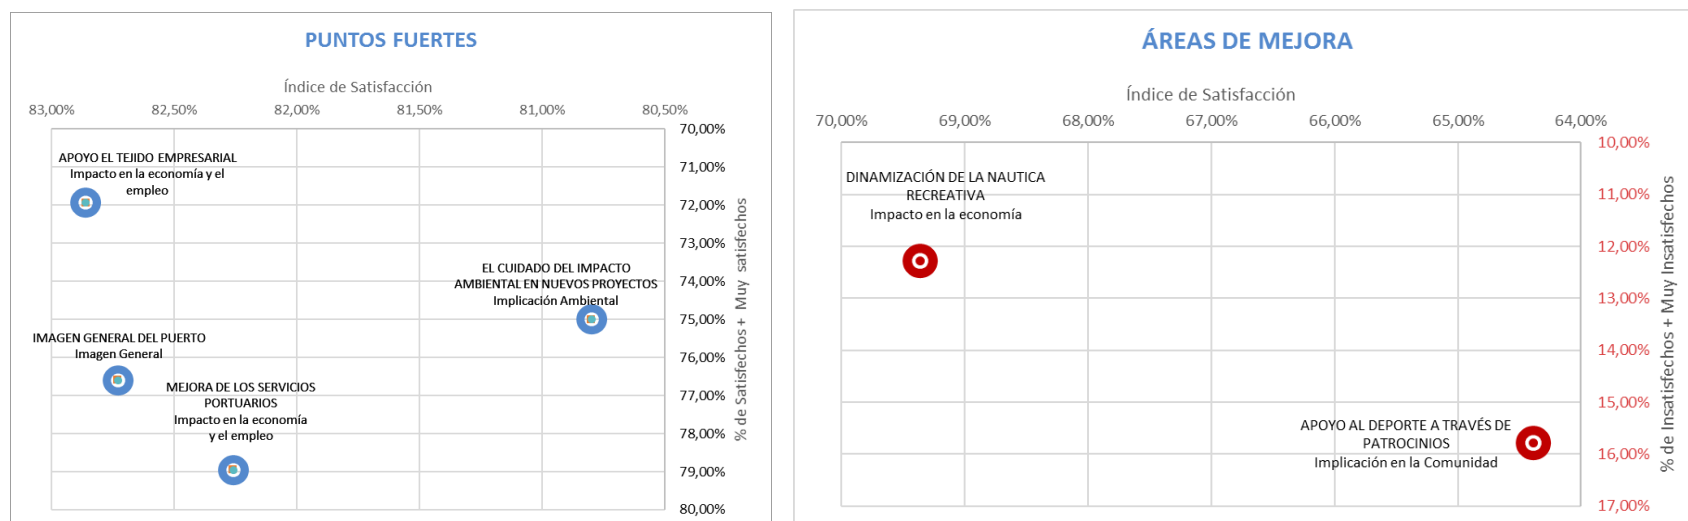 PUNTOS FUERTES
Índice de Satisfacción
83,00% 82,50% 82,00% 81,50% 81,00% 80,50%
70,00%
71,00%
72,00%
73,00%
74,00%
75,00%
76,00%
77,00%
78,00%
79,00%
80,00%
% de Satisfechos + Muy satisfechos
APOYO EL TEJIDO EMPRESARIAL
Impacto en la economía y el
empleo
EL CUIDADO DEL IMPACTO
AMBIENTAL EN NUEVOS PROYECTOS
Implicación Ambiental
IMAGEN GENERAL DEL PUERTO
Imagen General
MEJORA DE LOS SERVICIOS
PORTUARIOS
Impacto en la economía
y el empleo
ÁREAS DE MEJORA
Índice de Satisfacción
70,00% 69,00% 68,00% 67,00% 66,00% 65,00% 64,00%
10,00%
11,00%
12,00%
13,00%
14,00%
15,00%
16,00%
17,00%
% de Insatisfechos + Muy Insatisfechos
DINAMIZACIÓN DE LA NAUTICA
RECREATIVA
Impacto en la economía
APOYO AL DEPORTE A TRAVÉS DE
PATROCINIOS
Implicación en la Comunidad